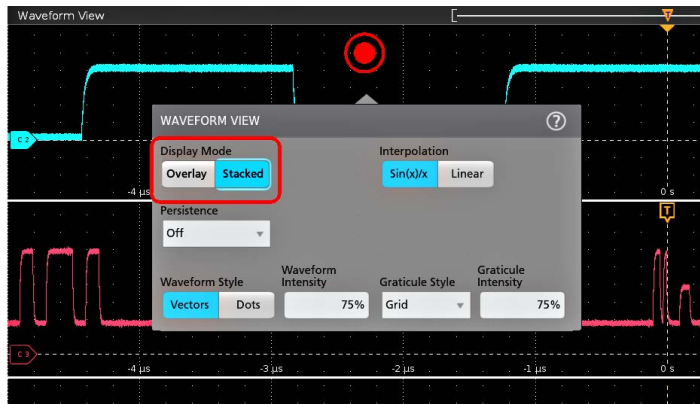 Waveform View
[
T
C 2
WAVEFORM VIEW
?
Display Mode
Interpolation
Overlay Stacked
Sin(x)/x Linear
-4 µs
0 s
Persistence
T
Off
Waveform Style
Waveform Intensity
Graticule Style
Graticule Intensity
Vectors Dots
75%
Grid
75%
C 3
-4 µs -3 µs -2 µs -1 µs 0 s